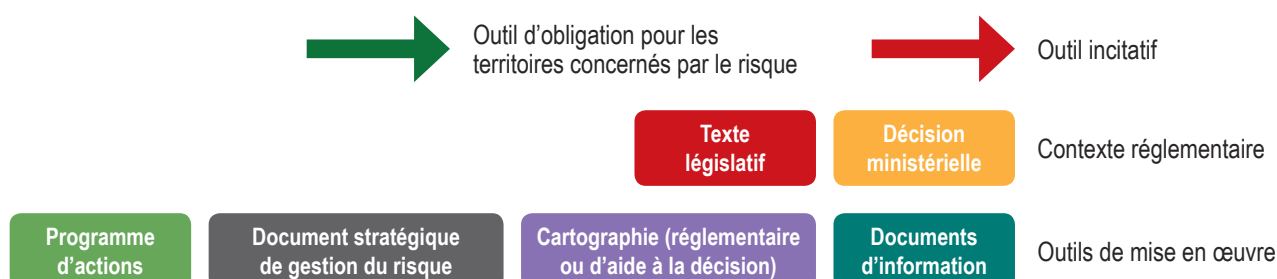 Outil d’obligation pour les
territoires concernés par le risque
Outil incitatif
Texte
législatif
Décision
ministérielle
Contexte réglementaire
Programme
d’actions
Document stratégique
de gestion du risque
Cartographie (réglementaire
ou d’aide à la décision)
Documents
d’information
Outils de mise en œuvre